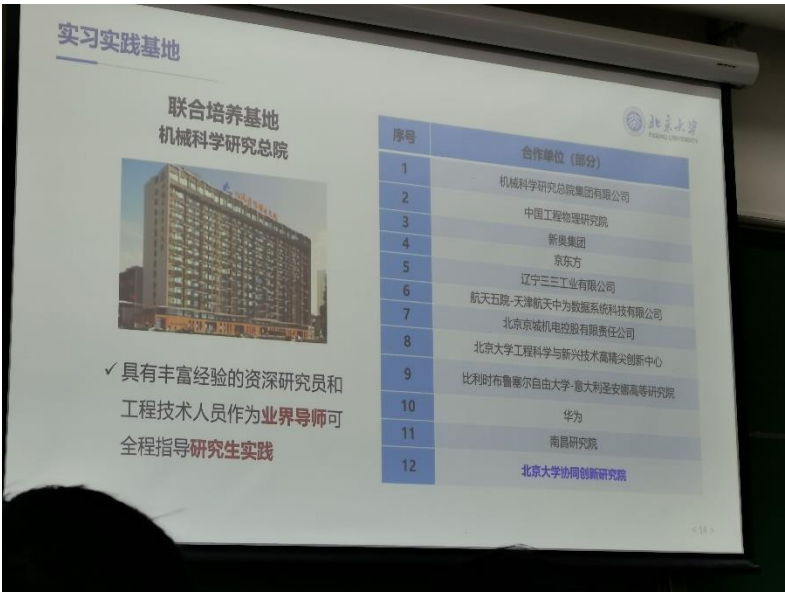 实习实践基地
联合培养基地
机械科学研究总院
✓具有丰富经验的资深研究员和
工程技术人员作为业界导师可
全程指导研究生实践
北京大学
PEKING UNIVERSITY
序号 合作单位（部分）
1 机械科学研究总院集团有限公司
2 中国工程物理研究院
3 新奥集团
4 京东方
5 辽宁三三工业有限公司
6 航天五院-天津航天中为数据系统科技有限公司
7 北京京城机电控股有限责任公司
8 北京大学工程科学与新兴技术高精尖创新中心
9 比利时布鲁塞尔自由大学-意大利圣安娜高等研究院
10 华为
11 南昌研究院
12 北京大学协同创新研究院